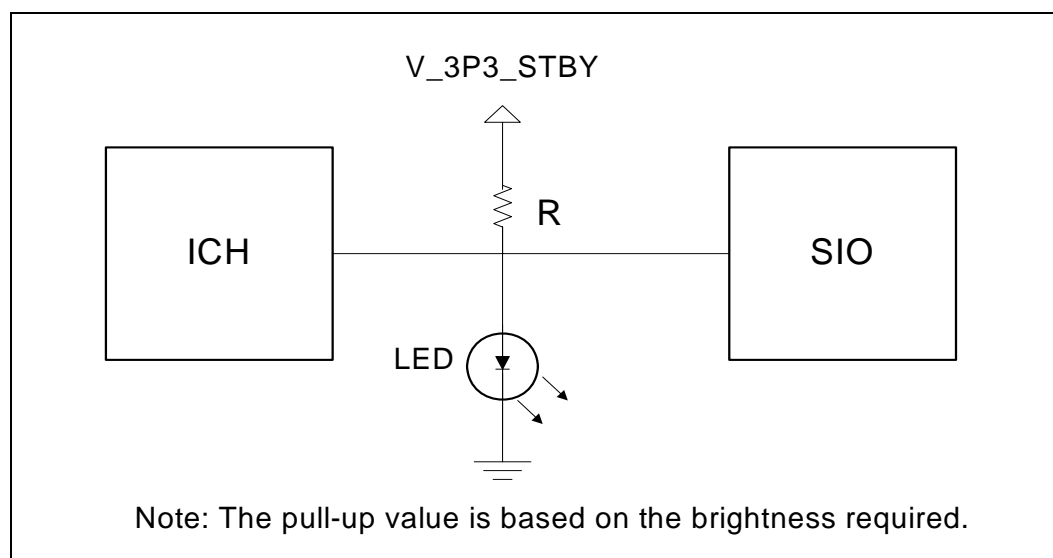 V_3P3_STBY
R
ICH
SIO
LED
Note: The pull-up value is based on the brightness required.